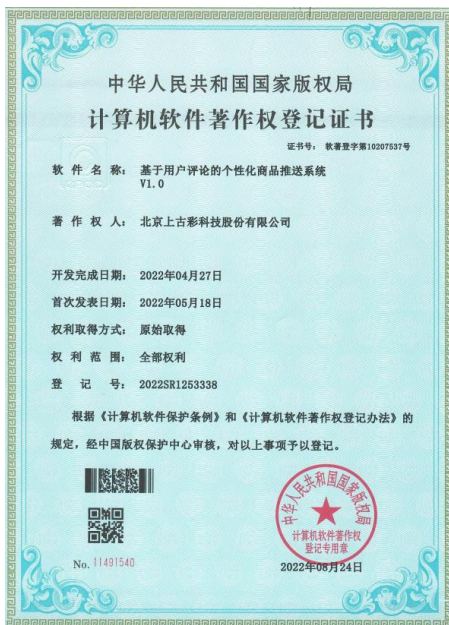 中华人民共和国国家版权局
计算机软件著作权登记证书
证书号： 软著登字第10207537号
软件名称： 基于用户评论的个性化商品推送系统
V1.0
著作权人： 北京上古彩科技股份有限公司
开发完成日期： 2022年04月27日
首次发表日期： 2022年05月18日
权利取得方式： 原始取得
权利范围： 全部权利
登记号： 2022SR1253338
根据《计算机软件保护条例》和《计算机软件著作权登记办法》的
规定，经中国版权保护中心审核，对以上事项予以登记。
中华人民共和国国家版权局
计算机软件著作权
登记专用章
No. 11491540
2022年08月24日